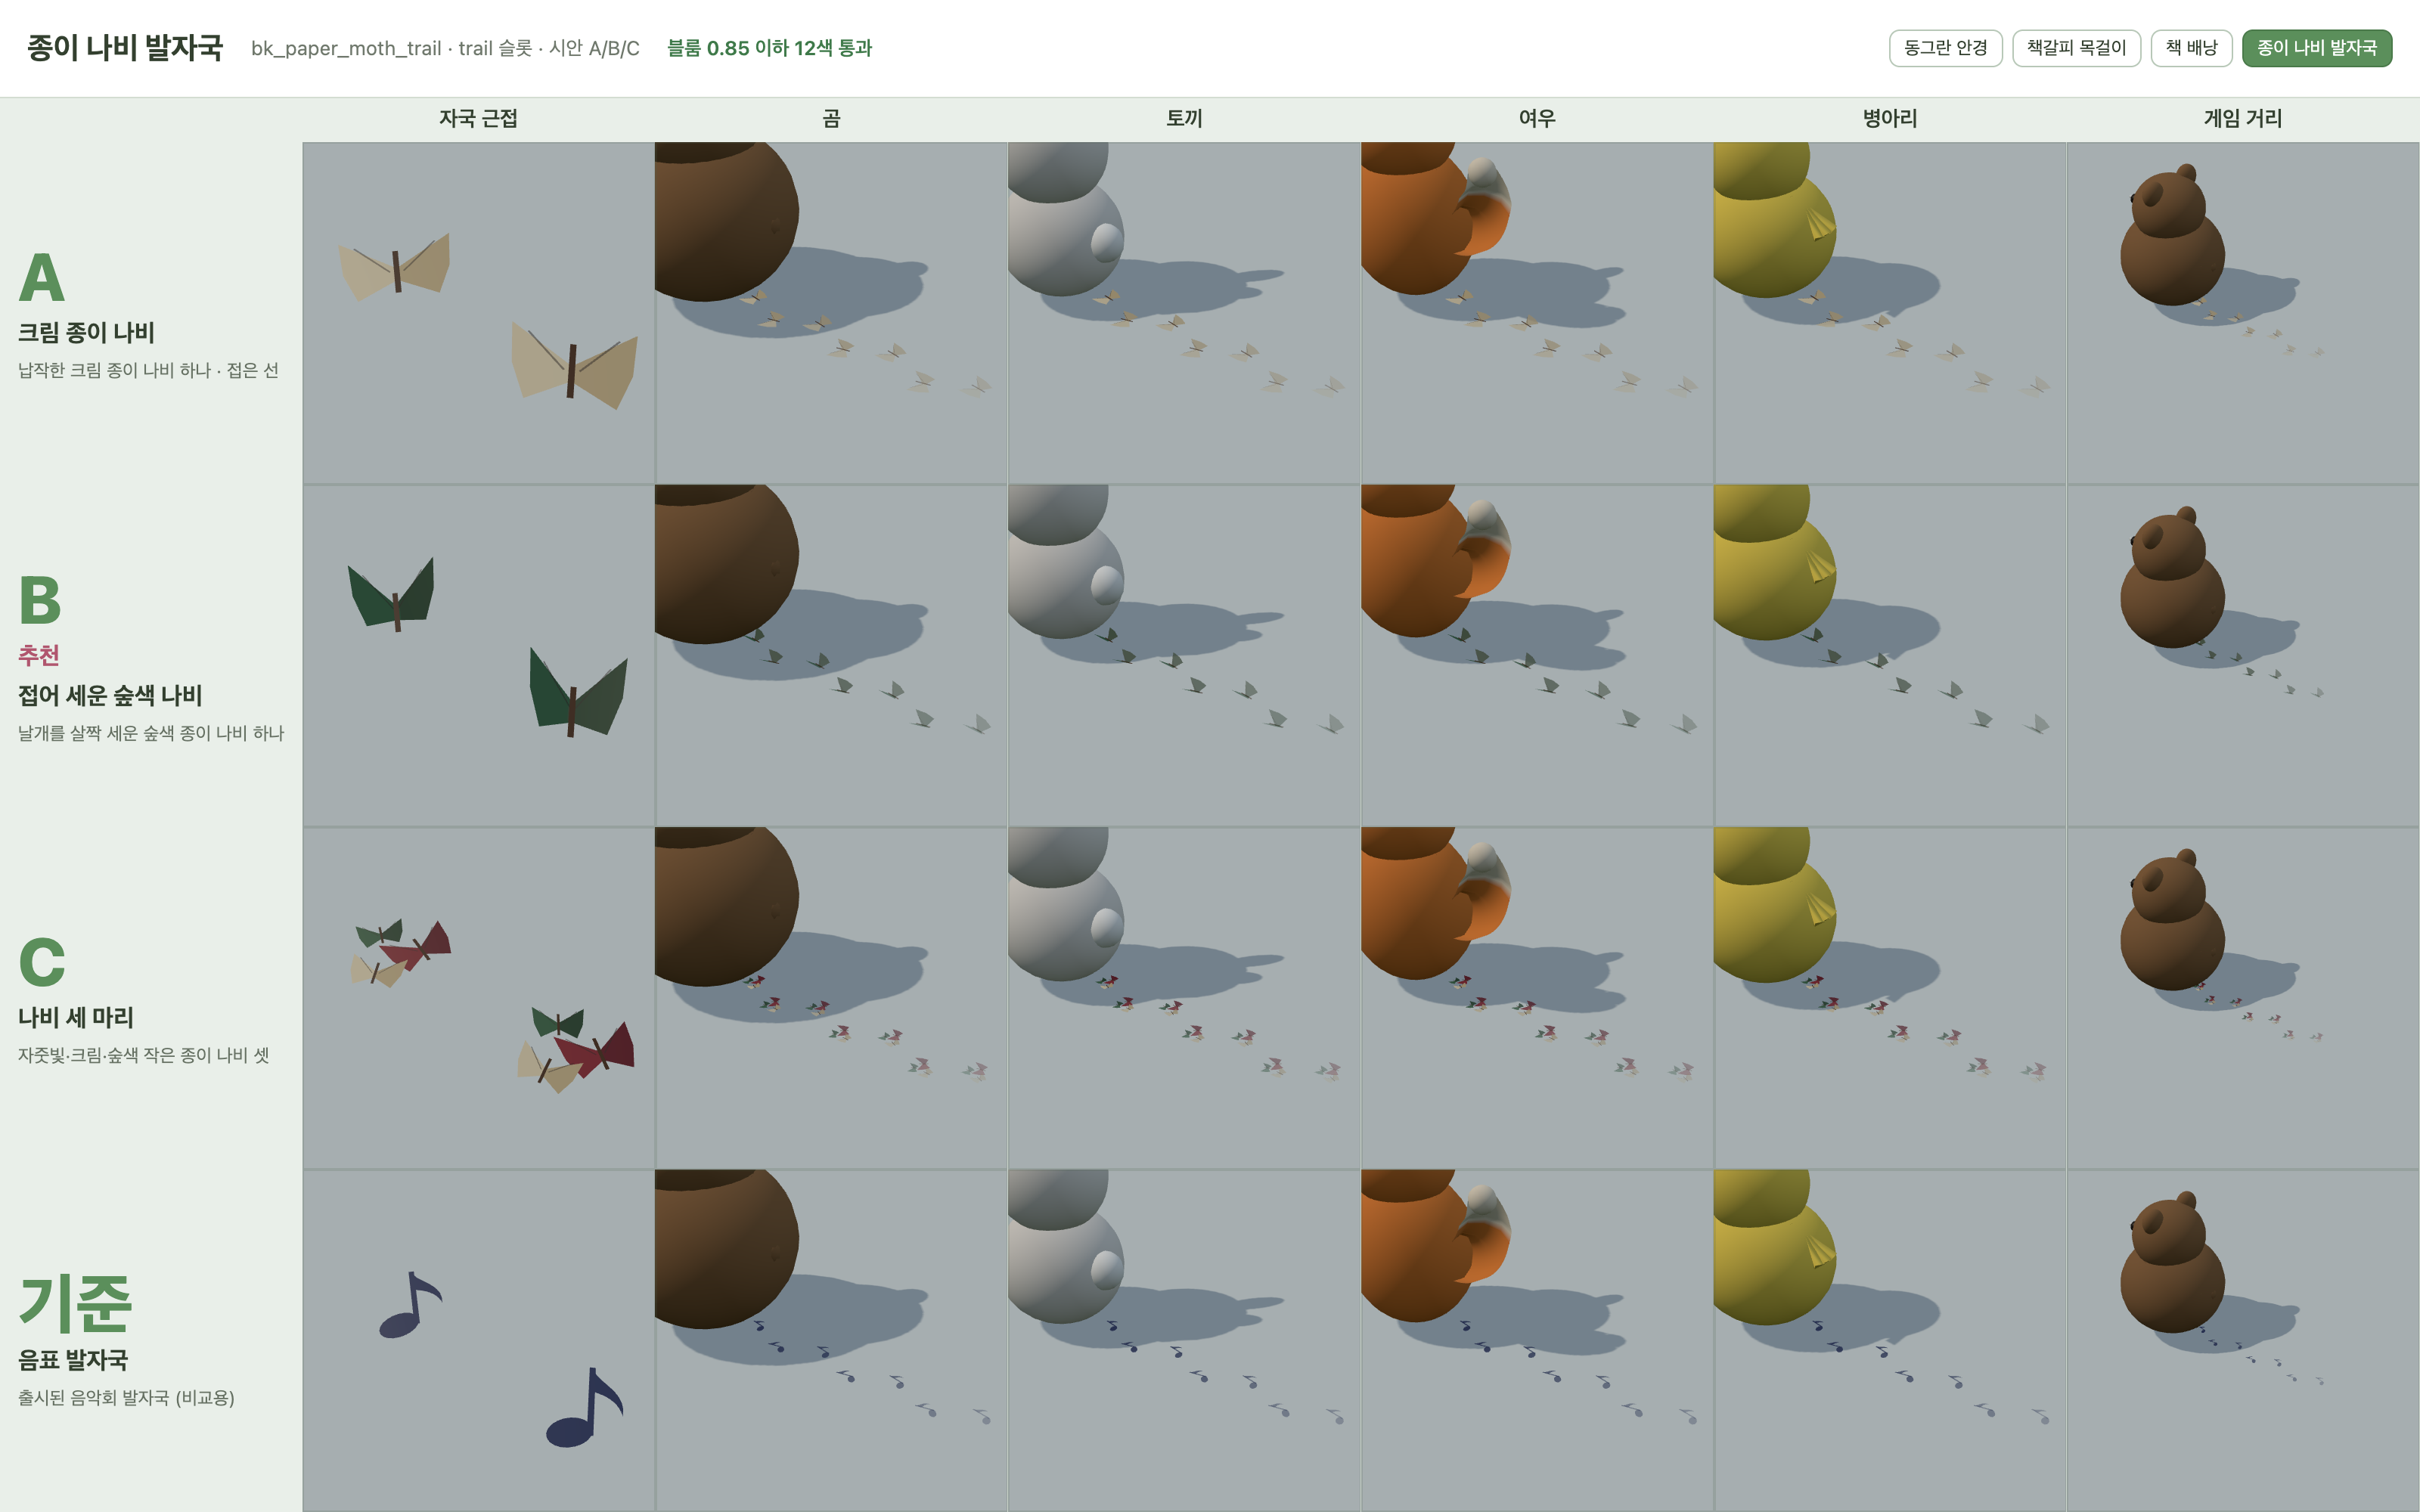 종이 나비 발자국
bk_paper_moth_trail · trail 슬롯 · 시안 A/B/C
블룸 0.85 이하 12색 통과
동그란 안경
책갈피 목걸이
책 배낭
종이 나비 발자국
자국 근접
곰
토끼
여우
병아리
게임 거리
A
크림 종이 나비
납작한 크림 종이 나비 하나 · 접은 선
B
추천
접어 세운 숲색 나비
날개를 살짝 세운 숲색 종이 나비 하나
C
나비 세 마리
자줏빛·크림·숲색 작은 종이 나비 셋
기준
음표 발자국
출시된 음악회 발자국 (비교용)